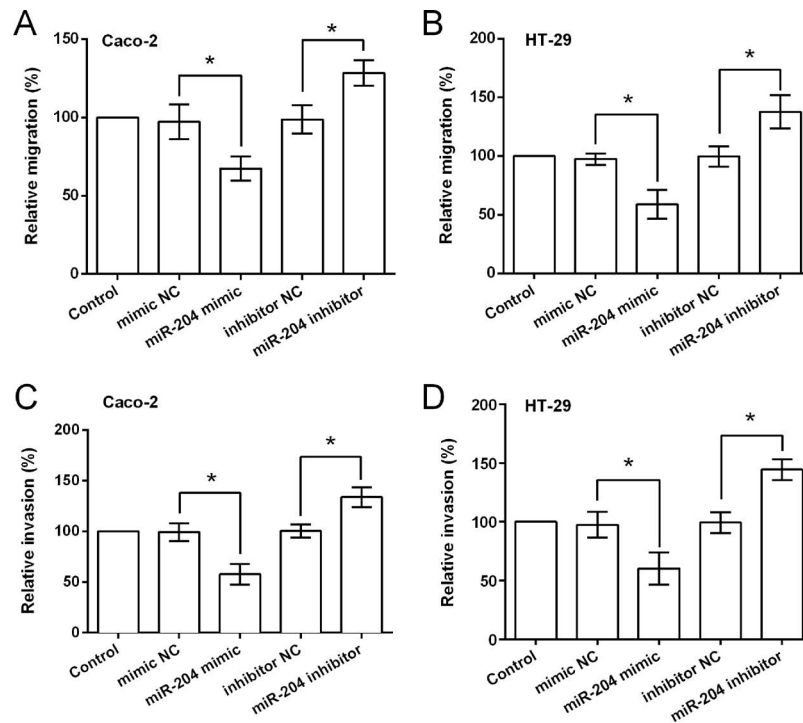 A
Caco-2
Relative migration (%)
150
100
50
0
*
*
Control
mimic NC
miR-204 mimic
inhibitor NC
miR-204 inhibitor
B
HT-29
Relative migration (%)
200
150
100
50
0
*
*
Control
mimic NC
miR-204 mimic
inhibitor NC
miR-204 inhibitor
C
Caco-2
Relative invasion (%)
200
150
100
50
0
*
*
Control
mimic NC
miR-204 mimic
inhibitor NC
miR-204 inhibitor
D
HT-29
Relative invasion (%)
200
150
100
50
0
*
*
Control
mimic NC
miR-204 mimic
inhibitor NC
miR-204 inhibitor